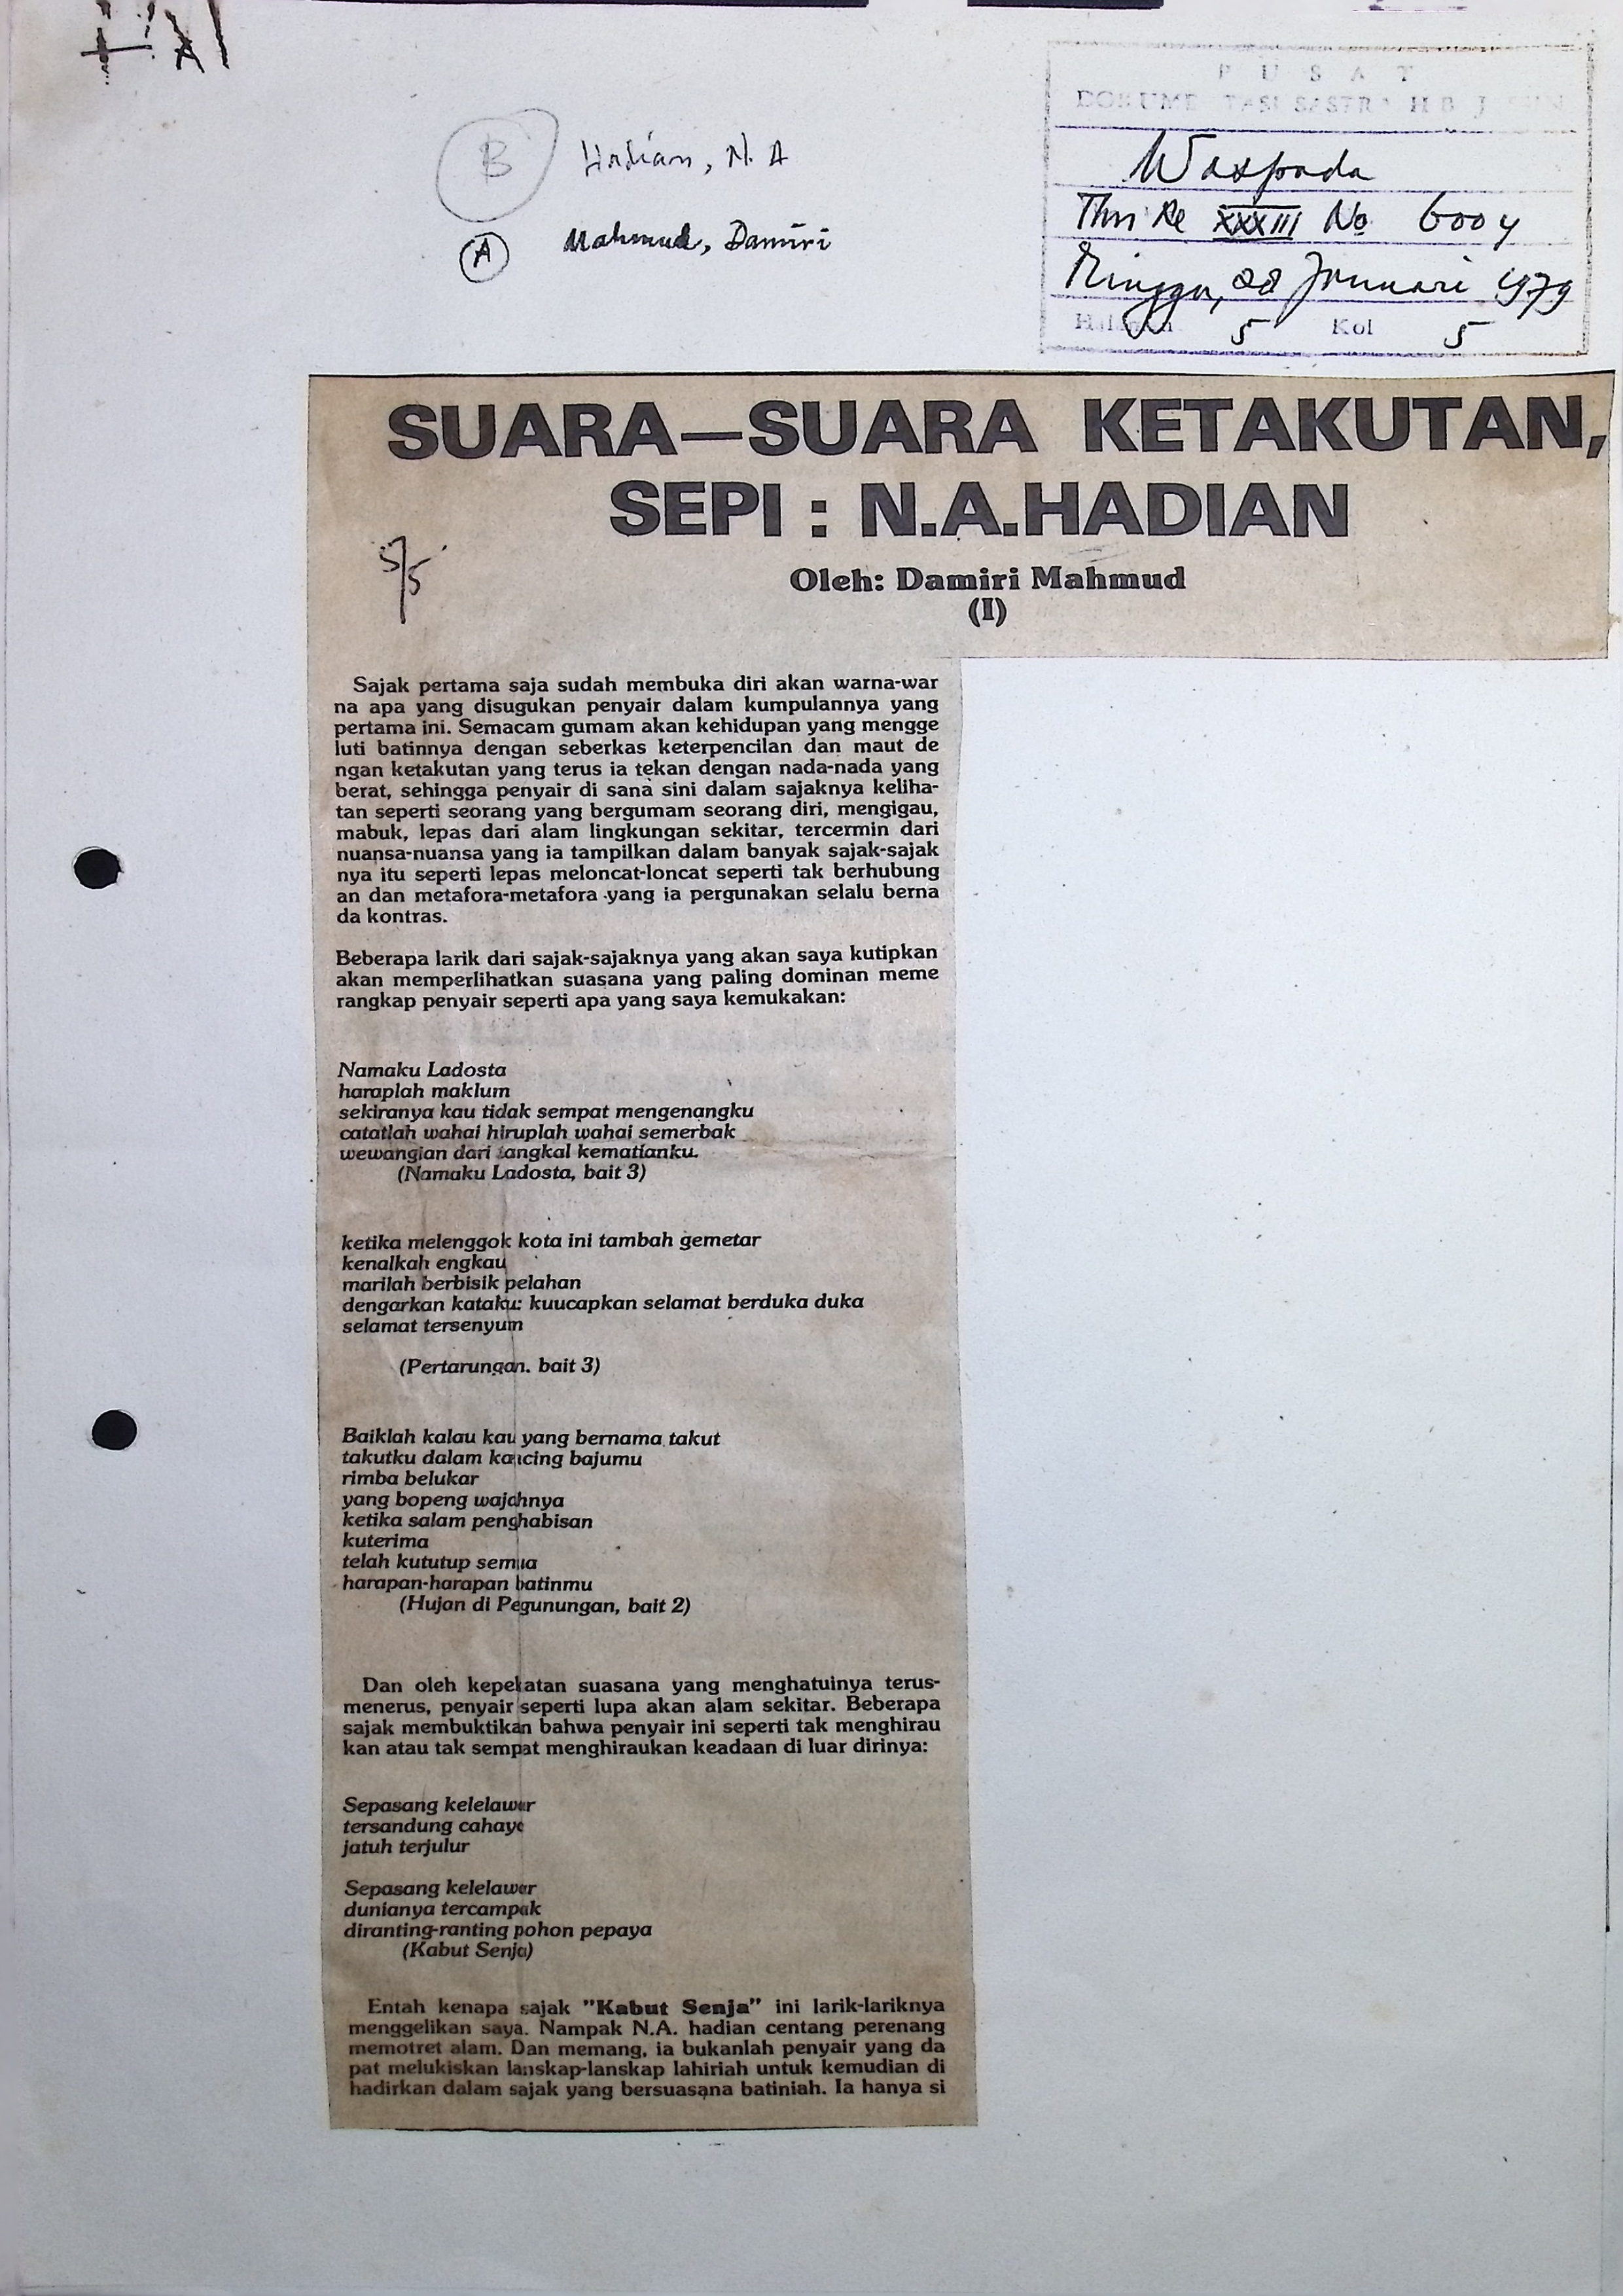 B Hadian, N. A
A Mahmud, Damiri
P U S A T
DOKUMENTASI SASTRA H B JASSIN
Waspada
Thn Ke XXXIII No 6004
Minggu, 28 Januari 1979
Halaman 5 Kol 5
SUARA—SUARA KETAKUTAN,
SEPI : N.A.HADIAN
5/5
Oleh: Damiri Mahmud
(I)
Sajak pertama saja sudah membuka diri akan warna-war
na apa yang disugukan penyair dalam kumpulannya yang
pertama ini. Semacam gumam akan kehidupan yang mengge
luti batinnya dengan seberkas keterpencilan dan maut de
ngan ketakutan yang terus ia tekan dengan nada-nada yang
berat, sehingga penyair di sana sini dalam sajaknya keliha-
tan seperti seorang yang bergumam seorang diri, mengigau,
mabuk, lepas dari alam lingkungan sekitar, tercermin dari
nuansa-nuansa yang ia tampilkan dalam banyak sajak-sajak
nya itu seperti lepas meloncat-loncat seperti tak berhubung
an dan metafora-metafora yang ia pergunakan selalu berna
da kontras.
Beberapa larik dari sajak-sajaknya yang akan saya kutipkan
akan memperlihatkan suasana yang paling dominan meme
rangkap penyair seperti apa yang saya kemukakan:
Namaku Ladosta
haraplah maklum
sekiranya kau tidak sempat mengenangku
catatlah wahai hiruplah wahai semerbak
wewangian dari tangkal kematianku.
(Namaku Ladosta, bait 3)
ketika melenggok kota ini tambah gemetar
kenalkah engkau
marilah berbisik pelahan
dengarkan kataku: kuucapkan selamat berduka duka
selamat tersenyum
(Pertarungan. bait 3)
Baiklah kalau kau yang bernama takut
takutku dalam kancing bajumu
rimba belukar
yang bopeng wajahnya
ketika salam penghabisan
kuterima
telah kututup semua
harapan-harapan batinmu
(Hujan di Pegunungan, bait 2)
Dan oleh kepekatan suasana yang menghatuinya terus-
menerus, penyair seperti lupa akan alam sekitar. Beberapa
sajak membuktikan bahwa penyair ini seperti tak menghirau
kan atau tak sempat menghiraukan keadaan di luar dirinya:
Sepasang kelelawar
tersandung cahaya
jatuh terjulur
Sepasang kelelawar
dunianya tercampak
diranting-ranting pohon pepaya
(Kabut Senja)
Entah kenapa sajak "Kabut Senja" ini larik-lariknya
menggelikan saya. Nampak N.A. hadian centang perenang
memotret alam. Dan memang, ia bukanlah penyair yang da
pat melukiskan lanskap-lanskap lahiriah untuk kemudian di
hadirkan dalam sajak yang bersuasana batiniah. Ia hanya si